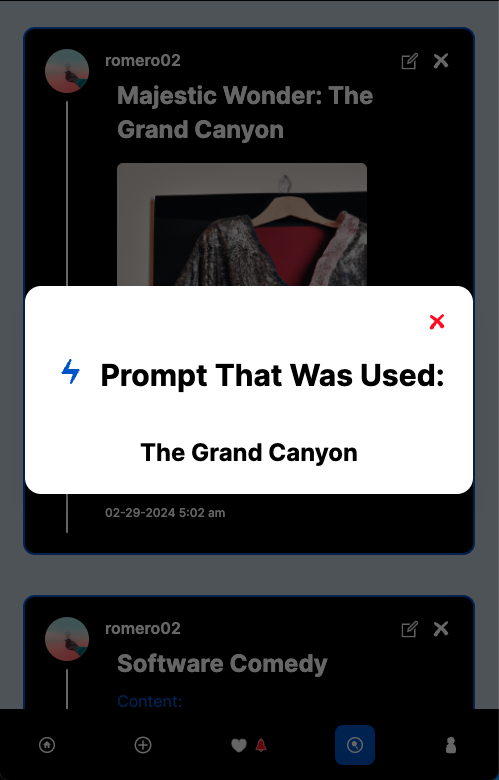 romero02
Majestic Wonder: The
Grand Canyon
Prompt That Was Used:
The Grand Canyon
02-29-2024 5:02 am
romero02
Software Comedy
Content: